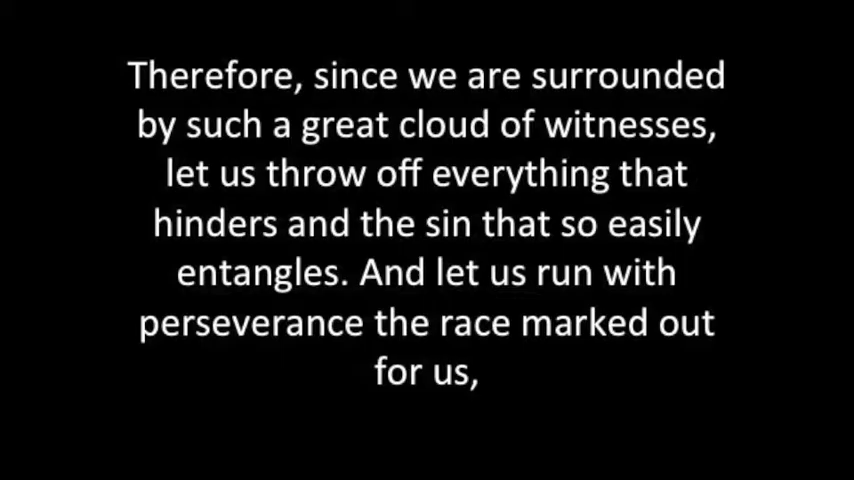 Therefore, since we are surrounded
by such a great cloud of witnesses,
let us throw off everything that
hinders and the sin that so easily
entangles. And let us run with
perseverance the race marked out
for us,